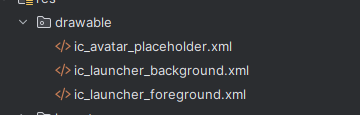 drawable
ic_avatar_placeholder.xml
ic_launcher_background.xml
ic_launcher_foreground.xml